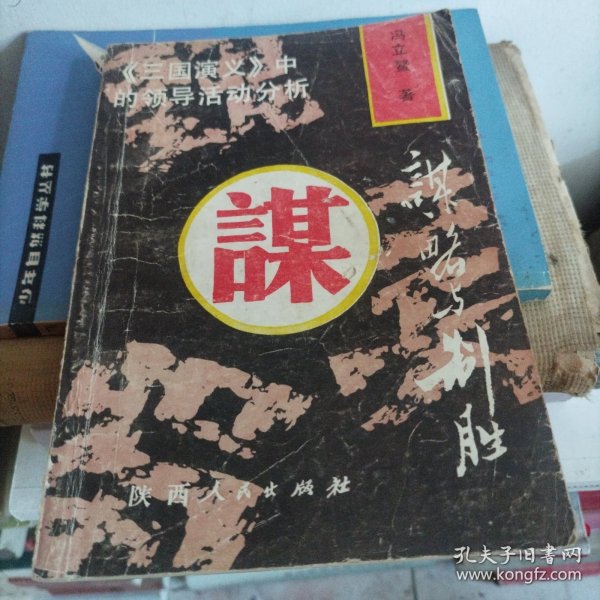 《三国演义》中
的领导活动分析
冯立鳌 著
謀
謀略与制胜
陕西人民出版社
少年自然科学丛书
孔夫子旧书网
www.kongfz.com